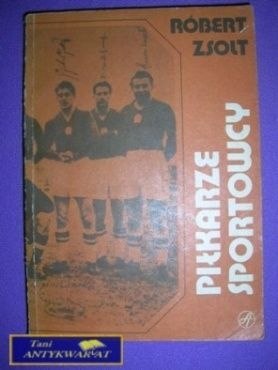 RÓBERT
ZSOLT
PIŁKARZE
SPORTOWCY
Tani
ANTYKWARIAT